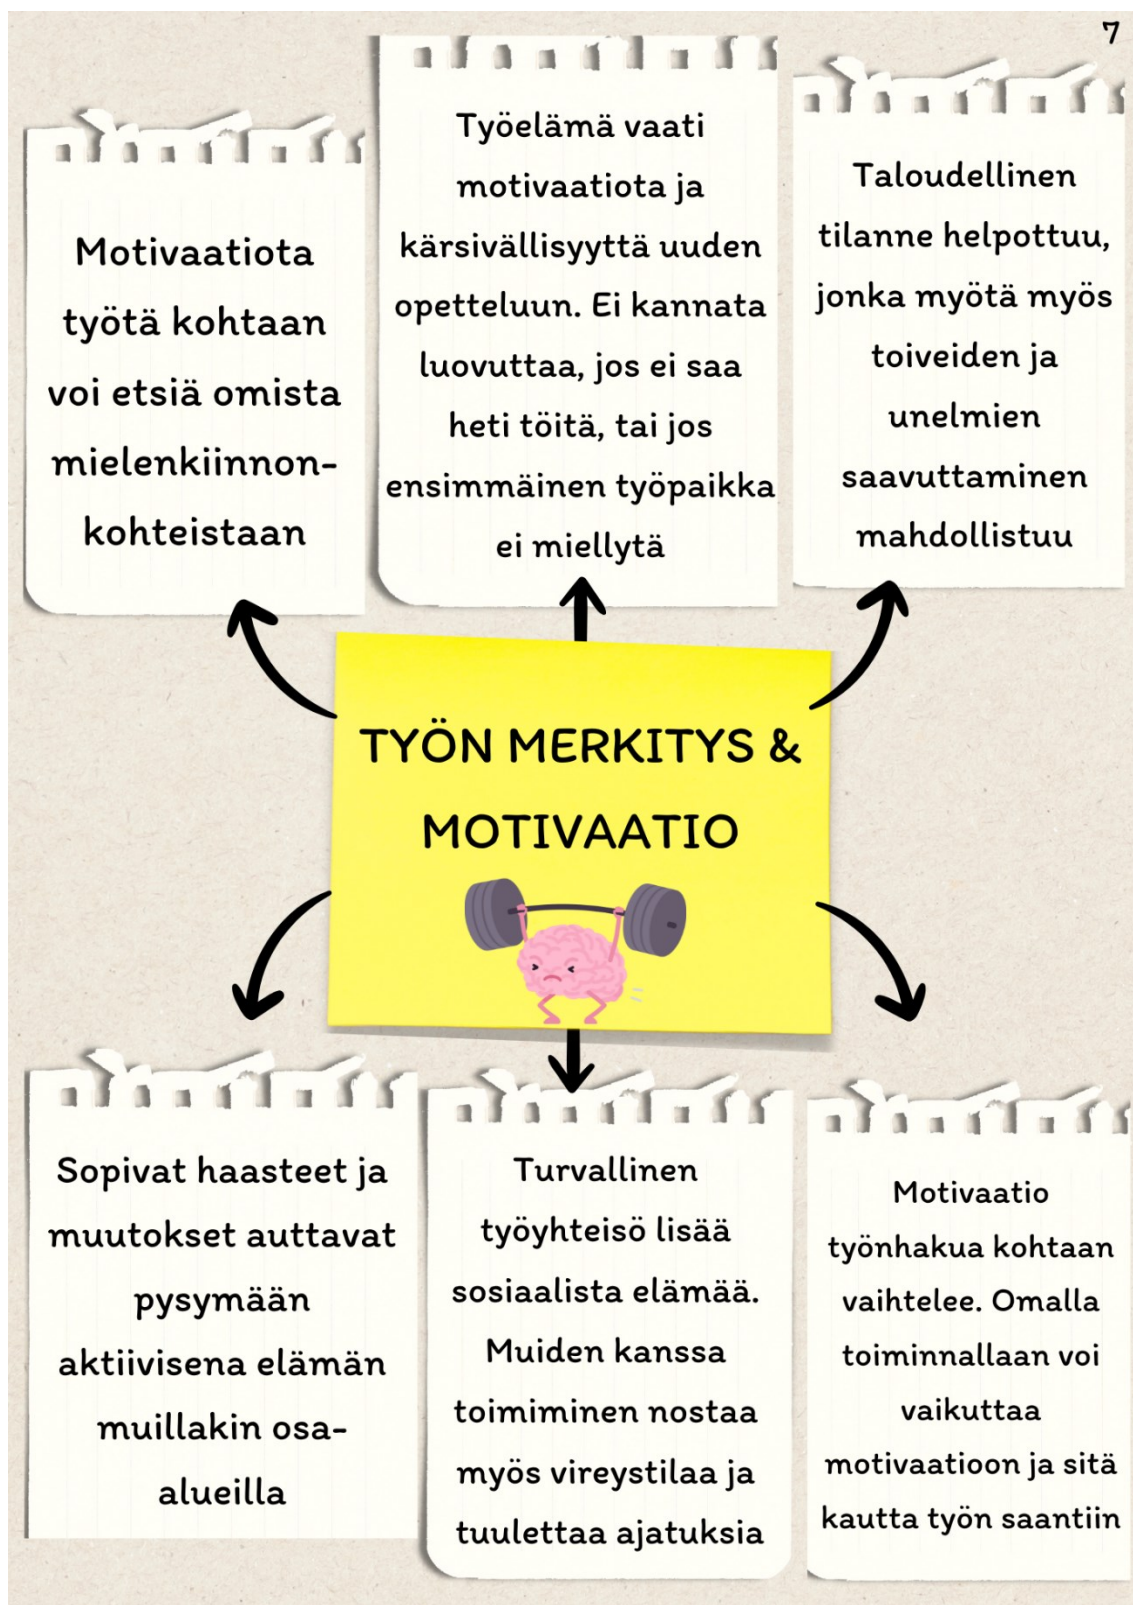 7
Motivaatiota
työtä kohtaan
voi etsiä omista
mielenkiinnon-
kohteistaan
Työelämä vaati
motivaatiota ja
kärsivällisyyttä uuden
opetteluun. Ei kannata
luovuttaa, jos ei saa
heti töitä, tai jos
ensimmäinen työpaikka
ei miellytä
Taloudellinen
tilanne helpottuu,
jonka myötä myös
toiveiden ja
unelmien
saavuttaminen
mahdollistuu
TYÖN MERKITYS &
MOTIVAATIO
Sopivat haasteet ja
muutokset auttavat
pysymään
aktiivisena elämän
muillakin osa-
alueilla
Turvallinen
työyhteisö lisää
sosiaalista elämää.
Muiden kanssa
toimiminen nostaa
myös vireystilaa ja
tuulettaa ajatuksia
Motivaatio
työnhakua kohtaan
vaihtelee. Omalla
toiminnallaan voi
vaikuttaa
motivaatioon ja sitä
kautta työn saantiin